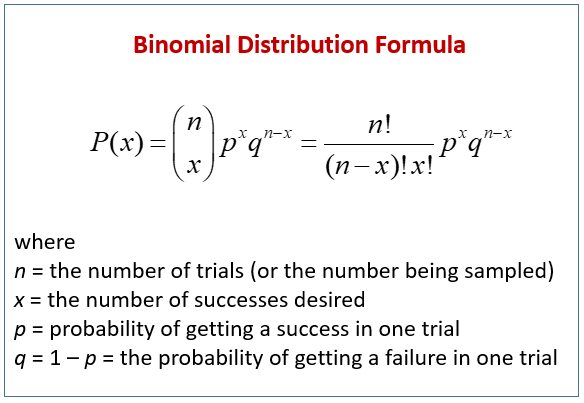 Binomial Distribution Formula
P(x) = \binom{n}{x} p^x q^{n-x} = \frac{n!}{(n-x)!x!} p^x q^{n-x}
where
n = the number of trials (or the number being sampled)
x = the number of successes desired
p = probability of getting a success in one trial
q = 1 – p = the probability of getting a failure in one trial